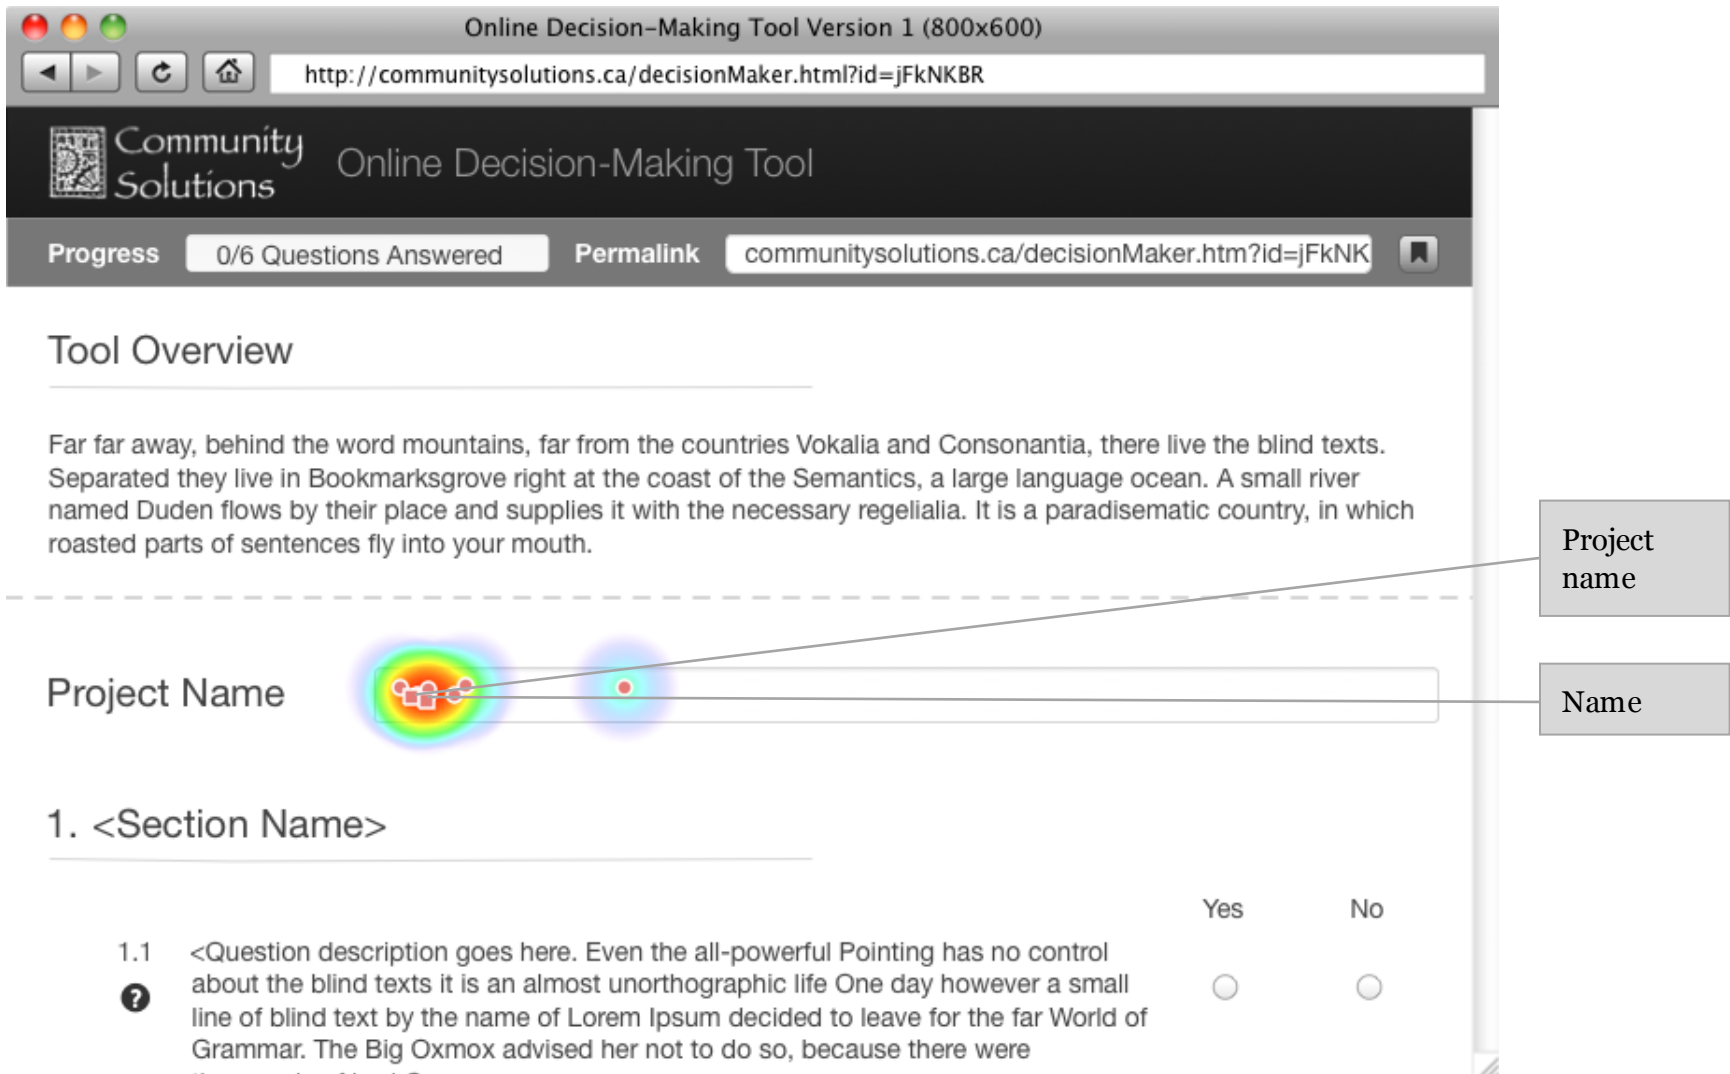 Online Decision-Making Tool Version 1 (800x600)
http://communitysolutions.ca/decisionMaker.html?id=jFkNKBR
Community
Solutions
Online Decision-Making Tool
Progress
0/6 Questions Answered
Permalink
communitysolutions.ca/decisionMaker.htm?id=jFkNK
Tool Overview
Far far away, behind the word mountains, far from the countries Vokalia and Consonantia, there live the blind texts.
Separated they live in Bookmarksgrove right at the coast of the Semantics, a large language ocean. A small river
named Duden flows by their place and supplies it with the necessary regelialia. It is a paradisematic country, in which
roasted parts of sentences fly into your mouth.
Project
name
Project Name
Name
1. <Section Name>
Yes
No
1.1
<Question description goes here. Even the all-powerful Pointing has no control
about the blind texts it is an almost unorthographic life One day however a small
line of blind text by the name of Lorem Ipsum decided to leave for the far World of
Grammar. The Big Oxmox advised her not to do so, because there were